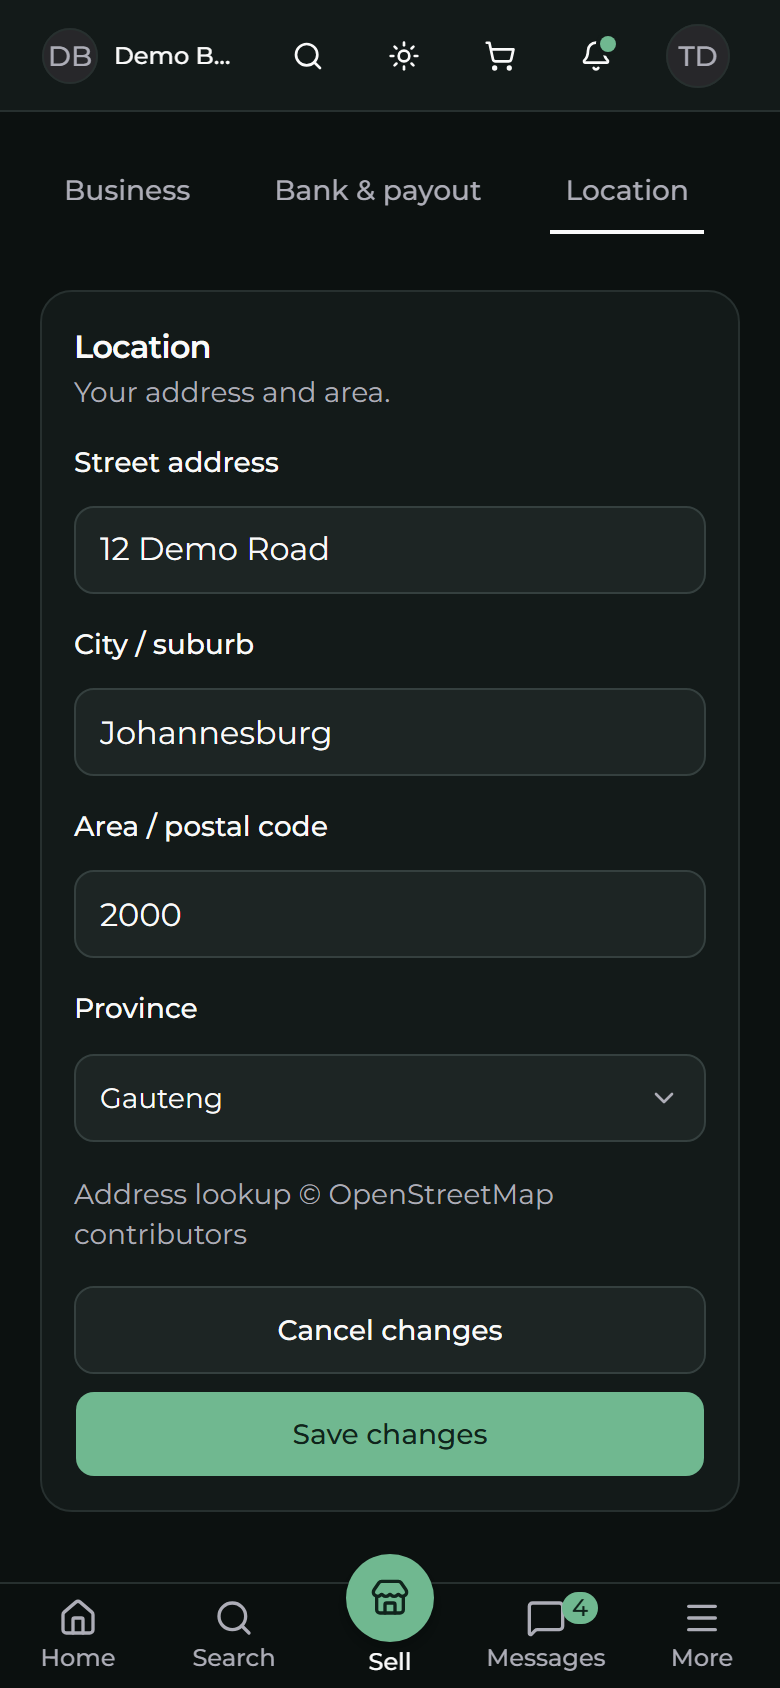 DB Demo B...
TD
Business Bank & payout Location
Location
Your address and area.
Street address
12 Demo Road
City / suburb
Johannesburg
Area / postal code
2000
Province
Gauteng
Address lookup © OpenStreetMap
contributors
Cancel changes
Save changes
4
Home Search Sell Messages More